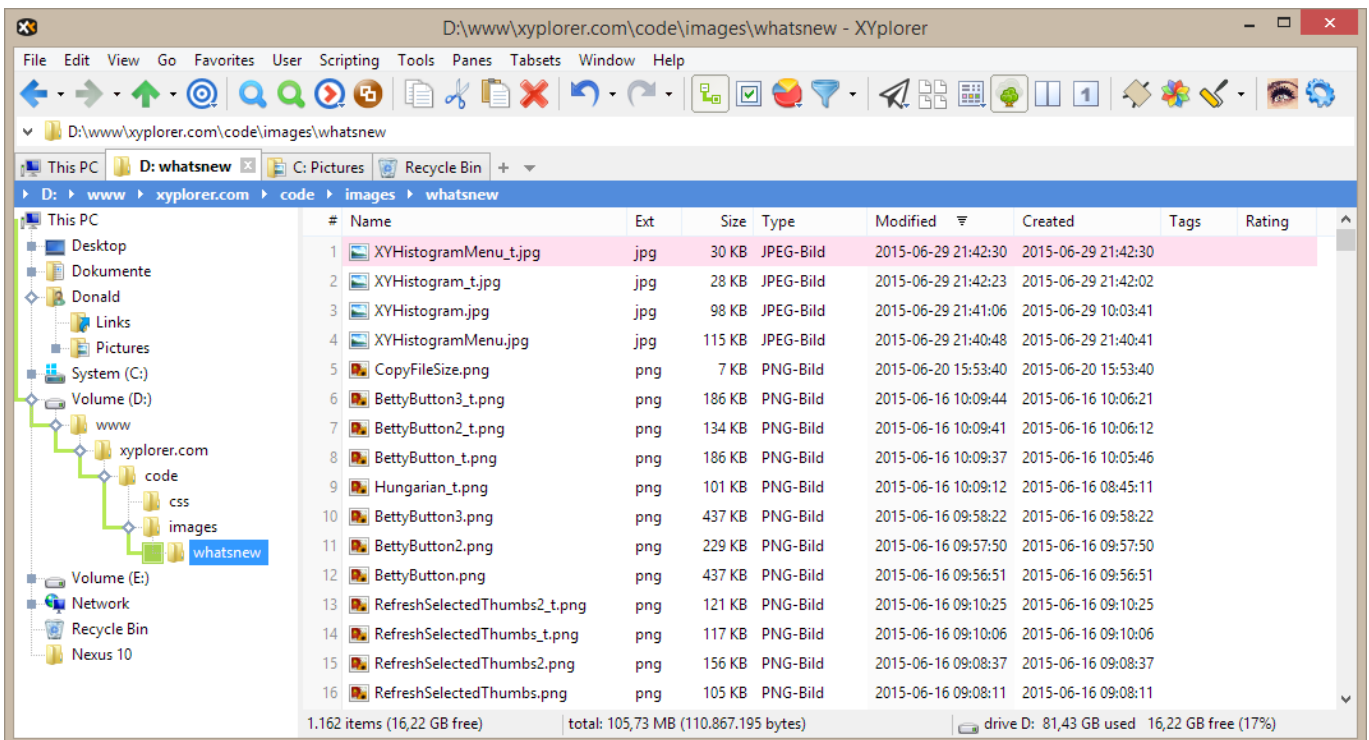 D:\www\xyplorer.com\code\images\whatsnew - XYplorer
File Edit View Go Favorites User Scripting Tools Panes Tabsets Window Help
1
D:\www\xyplorer.com\code\images\whatsnew
This PC D: whatsnew C: Pictures Recycle Bin +
D: www xyplorer.com code images whatsnew
This PC
Desktop
Dokumente
Donald
Links
Pictures
System (C:)
Volume (D:)
www
xyplorer.com
code
css
images
whatsnew
Volume (E:)
Network
Recycle Bin
Nexus 10
# Name Ext Size Type Modified Created Tags Rating
1 XYHistogramMenu_t.jpg jpg 30 KB JPEG-Bild 2015-06-29 21:42:30 2015-06-29 21:42:30
2 XYHistogram_t.jpg jpg 28 KB JPEG-Bild 2015-06-29 21:42:23 2015-06-29 21:42:02
3 XYHistogram.jpg jpg 98 KB JPEG-Bild 2015-06-29 21:41:06 2015-06-29 10:03:41
4 XYHistogramMenu.jpg jpg 115 KB JPEG-Bild 2015-06-29 21:40:48 2015-06-29 21:40:41
5 CopyFileSize.png png 7 KB PNG-Bild 2015-06-20 15:53:40 2015-06-20 15:53:40
6 BettyButton3_t.png png 186 KB PNG-Bild 2015-06-16 10:09:44 2015-06-16 10:06:21
7 BettyButton2_t.png png 134 KB PNG-Bild 2015-06-16 10:09:41 2015-06-16 10:06:12
8 BettyButton_t.png png 186 KB PNG-Bild 2015-06-16 10:09:37 2015-06-16 10:05:46
9 Hungarian_t.png png 101 KB PNG-Bild 2015-06-16 10:09:12 2015-06-16 08:45:11
10 BettyButton3.png png 437 KB PNG-Bild 2015-06-16 09:58:22 2015-06-16 09:58:22
11 BettyButton2.png png 229 KB PNG-Bild 2015-06-16 09:57:50 2015-06-16 09:57:50
12 BettyButton.png png 437 KB PNG-Bild 2015-06-16 09:56:51 2015-06-16 09:56:51
13 RefreshSelectedThumbs2_t.png png 121 KB PNG-Bild 2015-06-16 09:10:25 2015-06-16 09:10:25
14 RefreshSelectedThumbs_t.png png 117 KB PNG-Bild 2015-06-16 09:10:06 2015-06-16 09:10:06
15 RefreshSelectedThumbs2.png png 156 KB PNG-Bild 2015-06-16 09:08:37 2015-06-16 09:08:37
16 RefreshSelectedThumbs.png png 105 KB PNG-Bild 2015-06-16 09:08:11 2015-06-16 09:08:11
1.162 items (16,22 GB free) total: 105,73 MB (110.867.195 bytes) drive D: 81,43 GB used 16,22 GB free (17%)